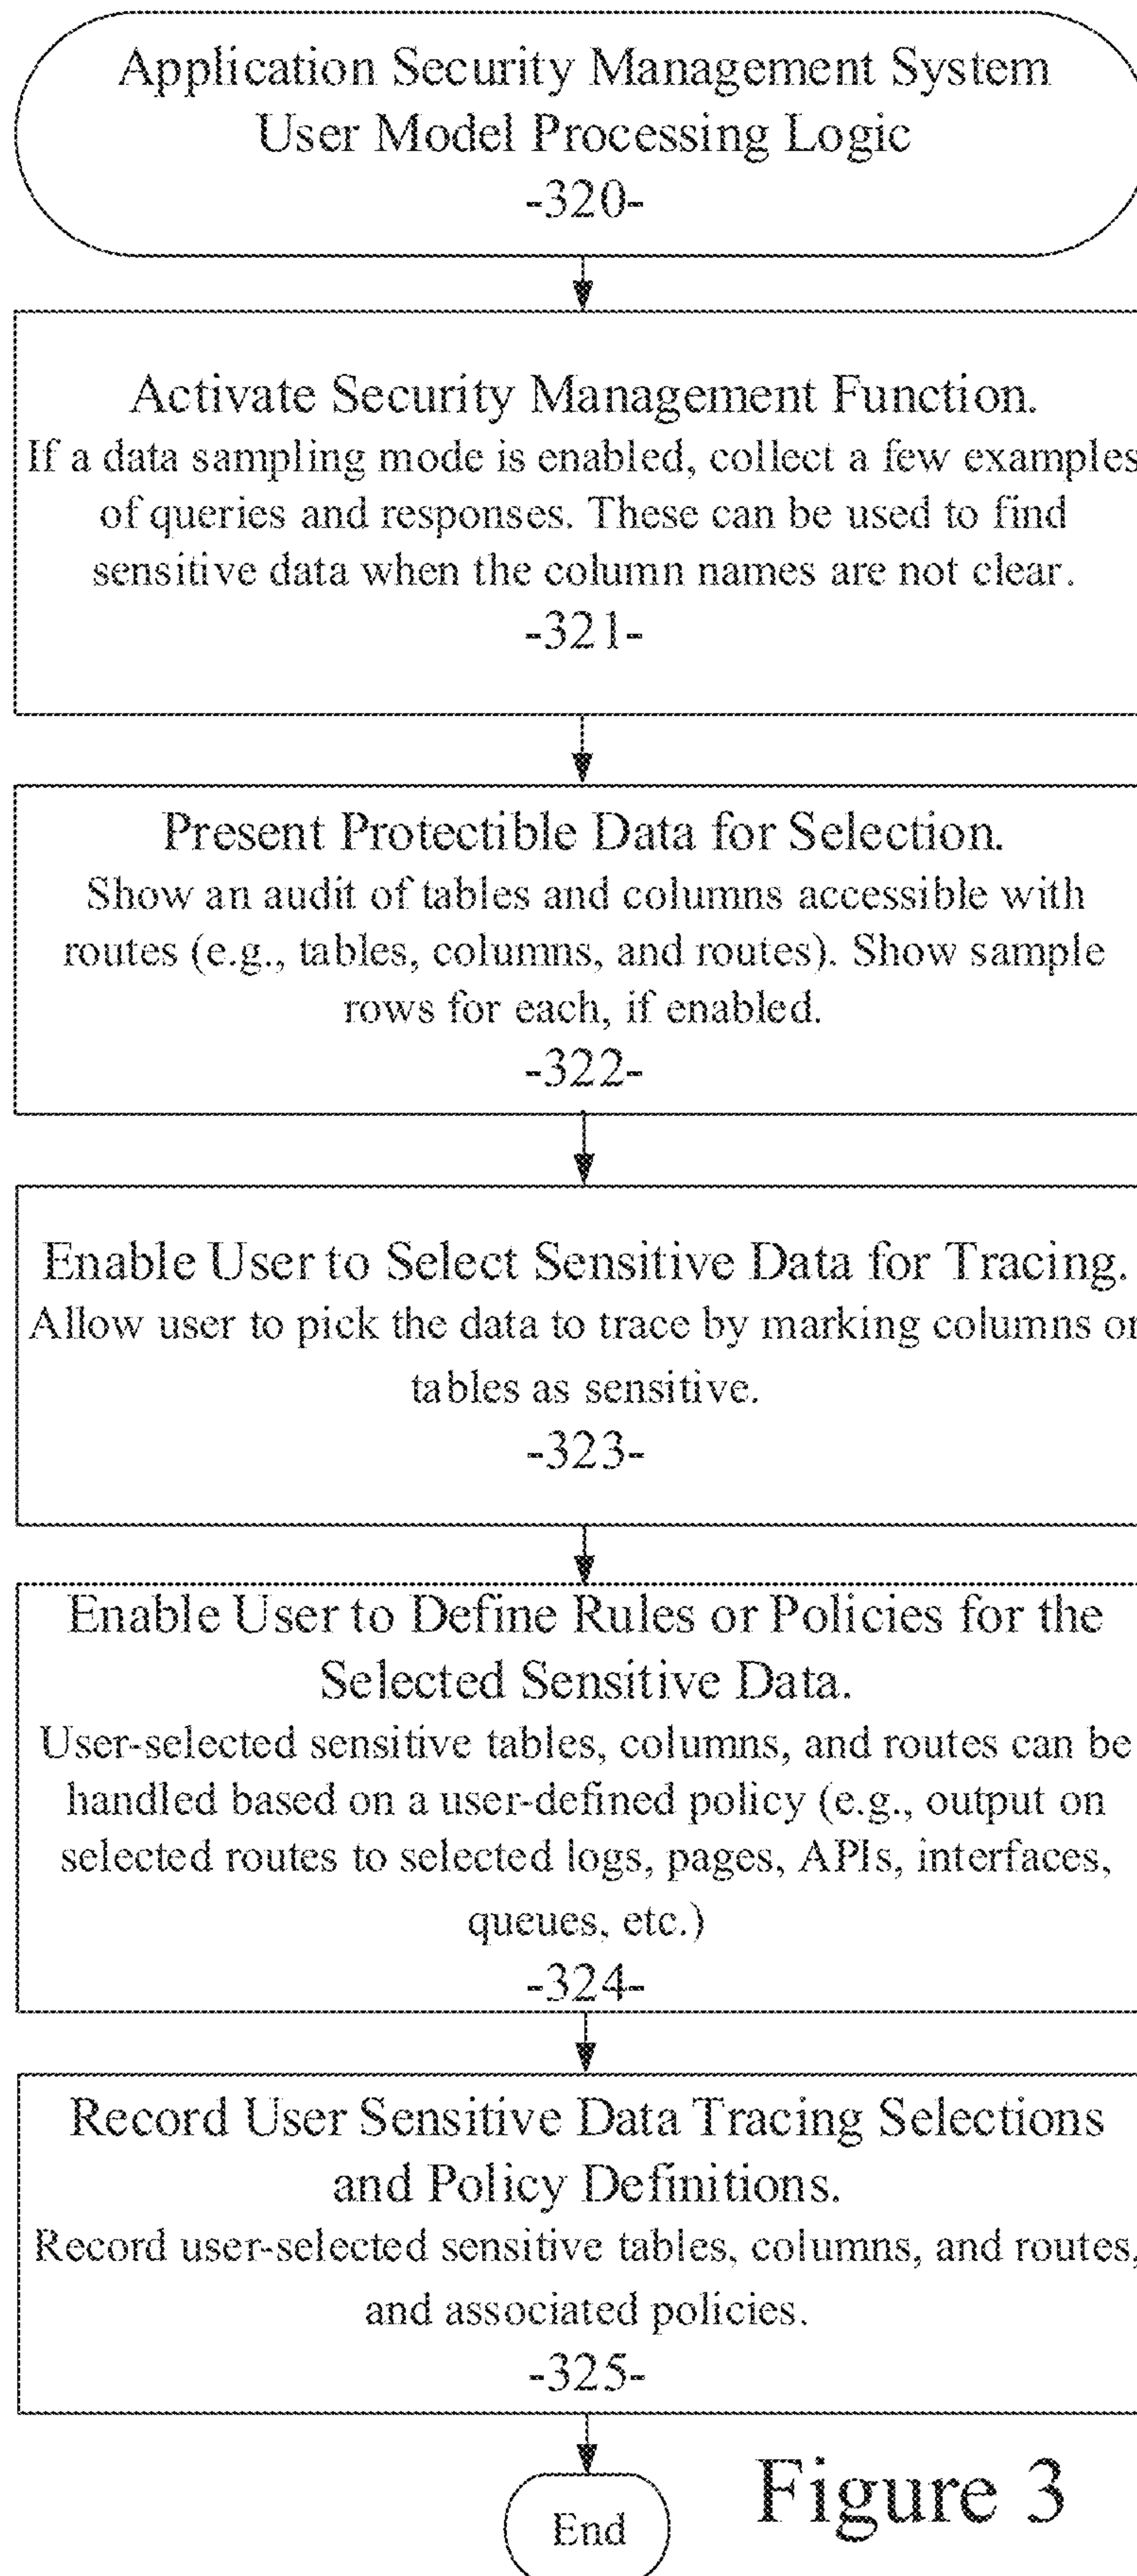 Application Security Management System
User Model Processing Logic
-320-
Activate Security Management Function.
If a data sampling mode is enabled, collect a few examples
of queries and responses. These can be used to find
sensitive data when the column names are not clear.
-321-
Present Protectible Data for Selection.
Show an audit of tables and columns accessible with
routes (e.g., tables, columns, and routes). Show sample
rows for each, if enabled.
-322-
Enable User to Select Sensitive Data for Tracing.
Allow user to pick the data to trace by marking columns or
tables as sensitive.
-323-
Enable User to Define Rules or Policies for the
Selected Sensitive Data.
User-selected sensitive tables, columns, and routes can be
handled based on a user-defined policy (e.g., output on
selected routes to selected logs, pages, APIs, interfaces,
queues, etc.)
-324-
Record User Sensitive Data Tracing Selections
and Policy Definitions.
Record user-selected sensitive tables, columns, and routes,
and associated policies.
-325-
End
Figure 3